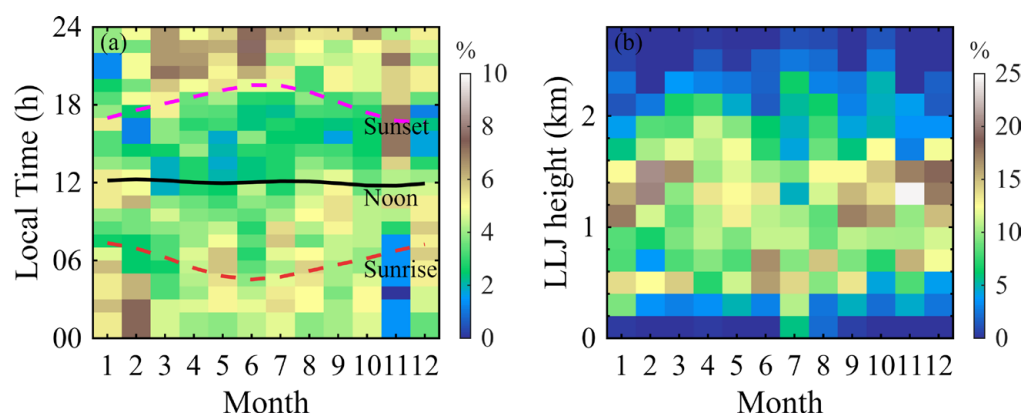 (a)
24
18
12
06
00
Local Time (h)
Sunset
Noon
Sunrise
1 2 3 4 5 6 7 8 9 10 11 12
Month
%
10
8
6
4
2
0
(b)
2
1
0
LLJ height (km)
1 2 3 4 5 6 7 8 9 10 11 12
Month
%
25
20
15
10
5
0